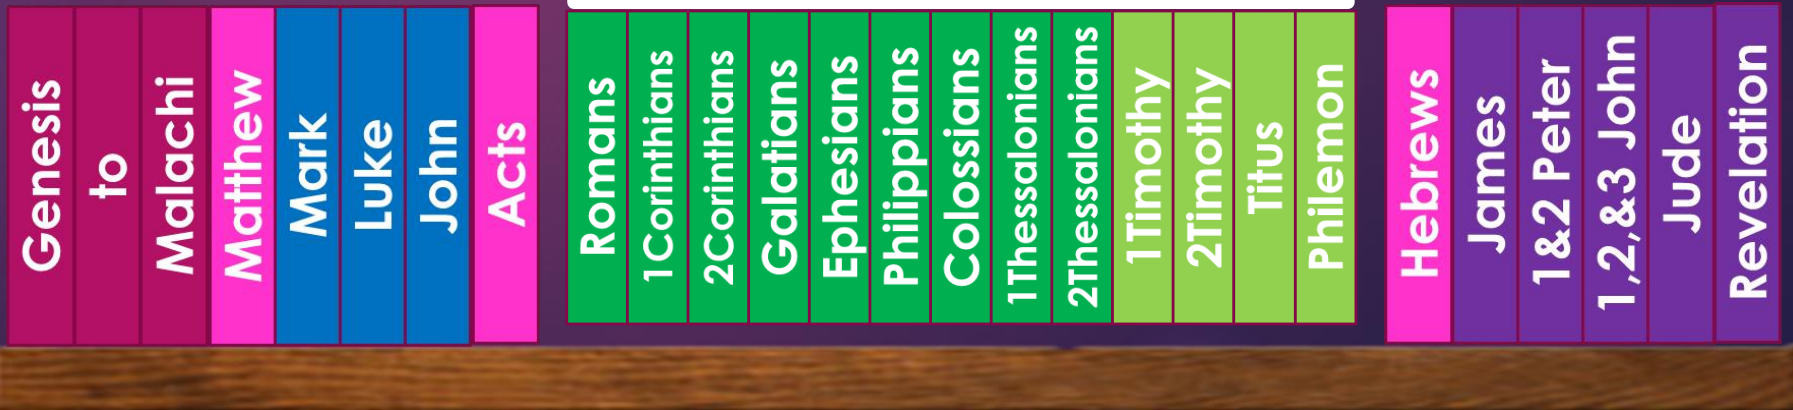 Genesis
to
Malachi
Matthew
Mark
Luke
John
Acts
Romans
1Corinthians
2Corinthians
Galatians
Ephesians
Philippians
Colossians
1Thessalonians
2Thessalonians
1Timothy
2Timothy
Titus
Philemon
Hebrews
James
1&2 Peter
1,2,&3 John
Jude
Revelation